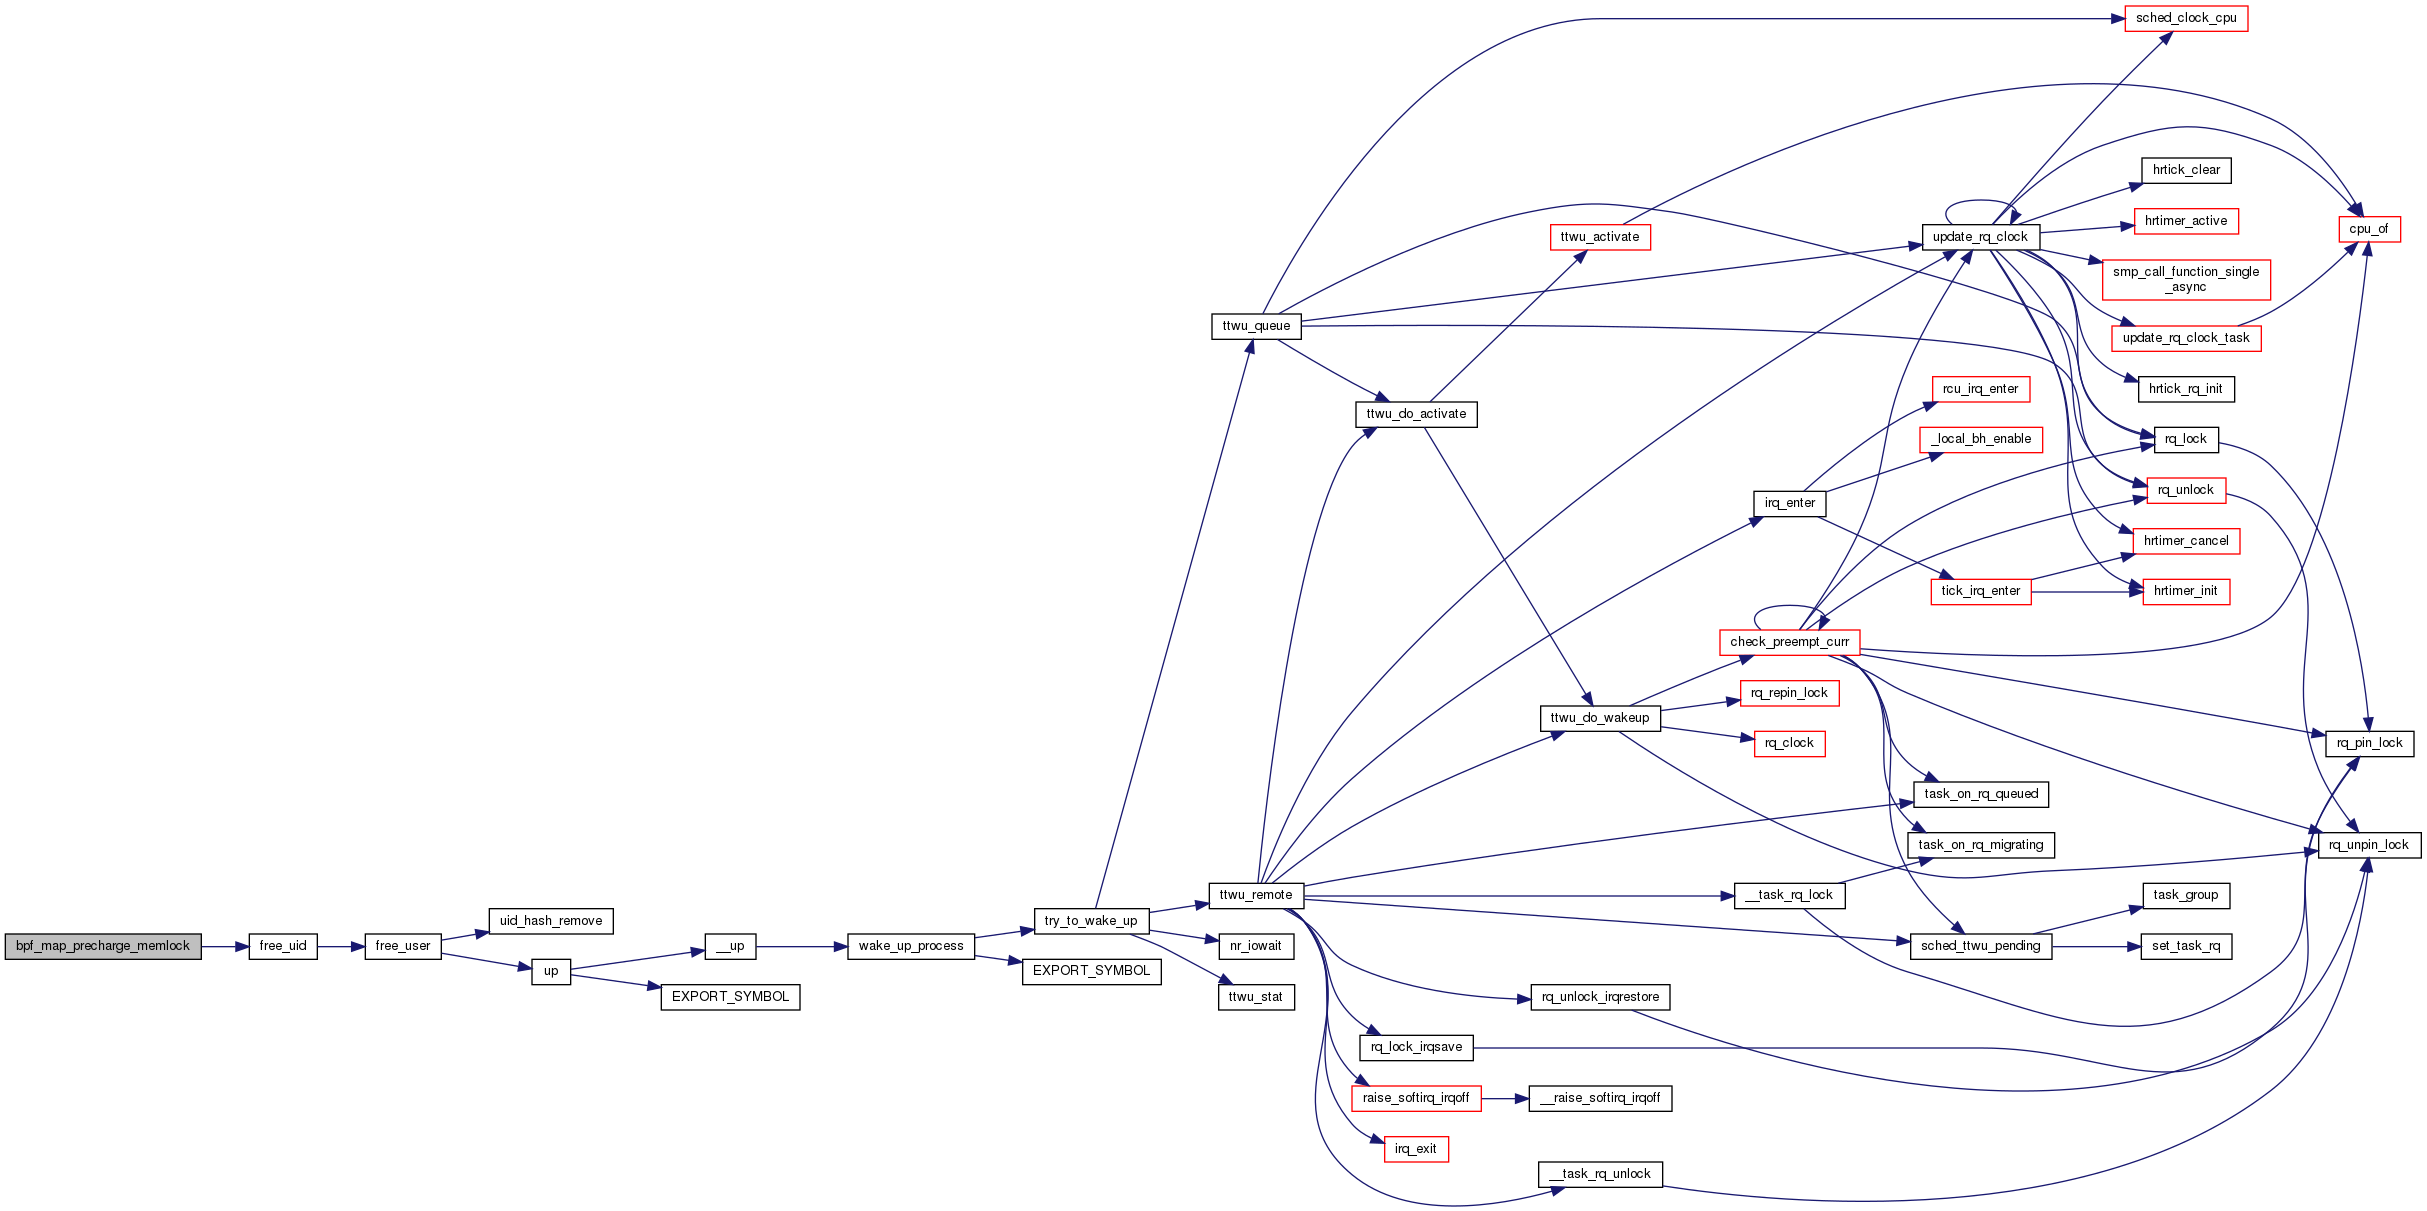 sched_clock_cpu
hrtick_clear
hrtimer_active
cpu_of
ttwu_activate
update_rq_clock
smp_call_function_single
_async
ttwu_queue
update_rq_clock_task
rcu_irq_enter
hrtick_rq_init
ttwu_do_activate
_local_bh_enable
rq_lock
irq_enter
rq_unlock
hrtimer_cancel
tick_irq_enter
hrtimer_init
check_preempt_curr
rq_repin_lock
ttwu_do_wakeup
rq_clock
rq_pin_lock
task_on_rq_queued
task_on_rq_migrating
rq_unpin_lock
ttwu_remote
__task_rq_lock
task_group
uid_hash_remove
try_to_wake_up
bpf_map_precharge_memlock
free_uid
free_user
__up
wake_up_process
nr_iowait
sched_ttwu_pending
set_task_rq
up
EXPORT_SYMBOL
EXPORT_SYMBOL
ttwu_stat
rq_unlock_irqrestore
rq_lock_irqsave
raise_softirq_irqoff
__raise_softirq_irqoff
irq_exit
__task_rq_unlock